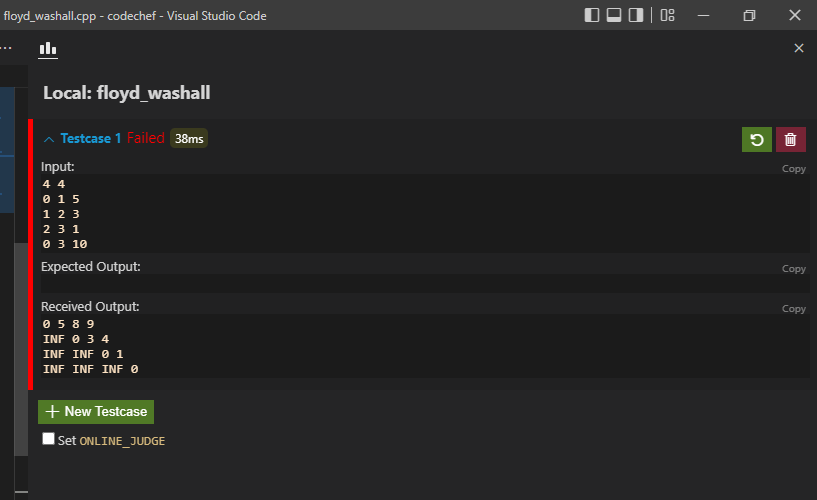 floyd_washall.cpp - codechef - Visual Studio Code
Local: floyd_washall
Testcase 1 Failed 38ms
Input:
Copy
4 4
0 1 5
1 2 3
2 3 1
0 3 10
Expected Output:
Copy
Received Output:
Copy
0 5 8 9
INF 0 3 4
INF INF 0 1
INF INF INF 0
New Testcase
Set ONLINE_JUDGE